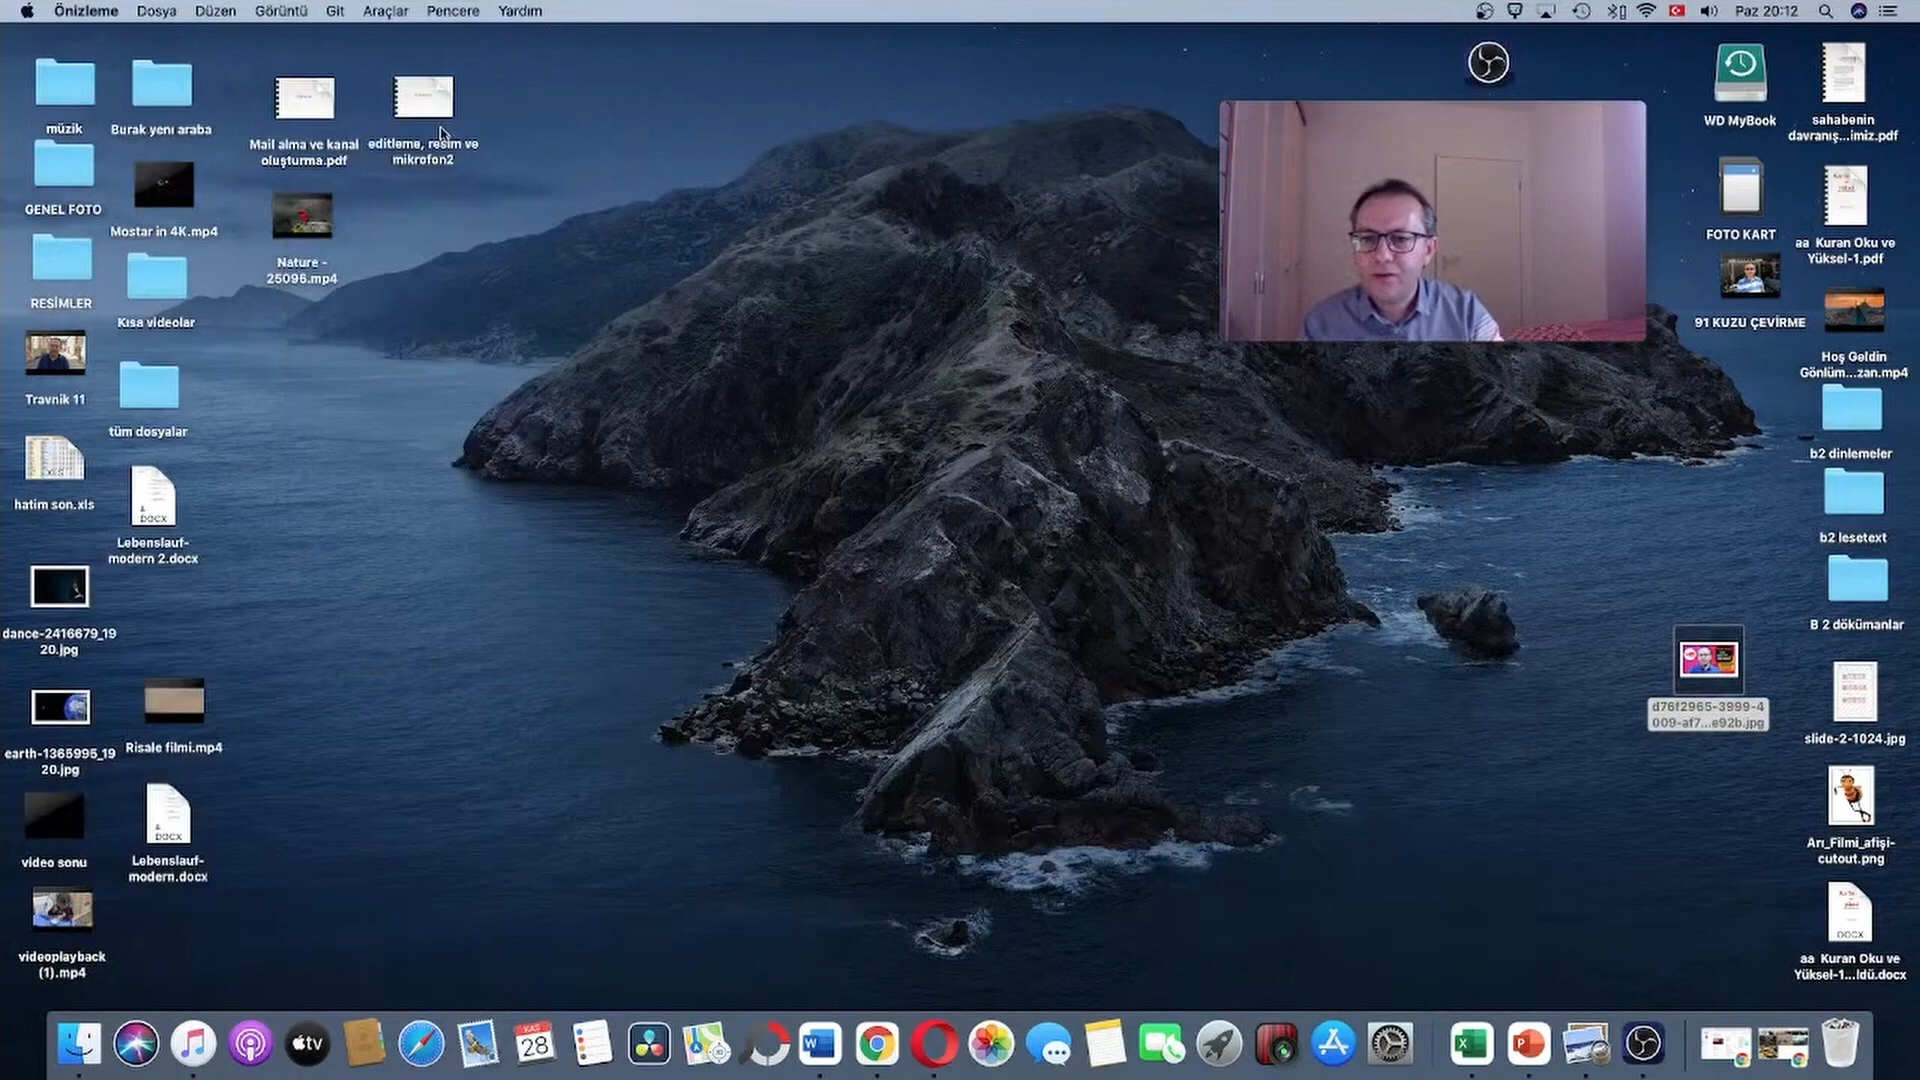 Önizleme Dosya Düzen Görüntü Git Araçlar Pencere Yardım
Paz 20:12
müzik
Burak yenı araba
Mail alma ve kanal
oluşturma.pdf
editleme, resim ve
mikrofon2
WD MyBook
sahabenin
davranış...imiz.pdf
GENEL FOTO
Mostar in 4K.mp4
Nature -
25096.mp4
FOTO KART
aa Kuran Oku ve
Yüksel-1.pdf
RESİMLER
Kısa videolar
91 KUZU ÇEVİRME
Hoş Geldin
Gönlüm...zan.mp4
Travnik 11
tüm dosyalar
b2 dinlemeler
hatim son.xls
DOCX
Lebenslauf-
modern 2.docx
b2 lesetext
dance-2416679_19
20.jpg
B 2 dökümanlar
d76f2965-3999-4
009-af7...e92b.jpg
slide-2-1024.jpg
earth-1365995_19
20.jpg
Risale filmi.mp4
video sonu
DOCX
Lebenslauf-
modern.docx
Arı_Filmi_afişi-
cutout.png
videoplayback
(1).mp4
DOCX
aa Kuran Oku ve
Yüksel-1...ldü.docx
tv
KAS
28
W
X
P